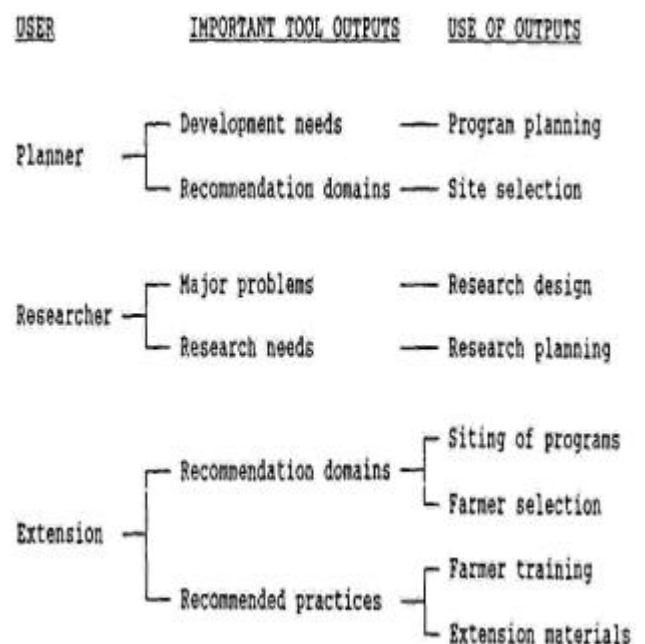 USER IMPORTANT TOOL OUTPUTS USE OF OUTPUTS
Development needs Program planning
Planner
Recommendation domains Site selection
Major problems Research design
Researcher
Research needs Research planning
Siting of programs
Recommendation domains
Farmer selection
Extension
Farmer training
Recommended practices
Extension materials